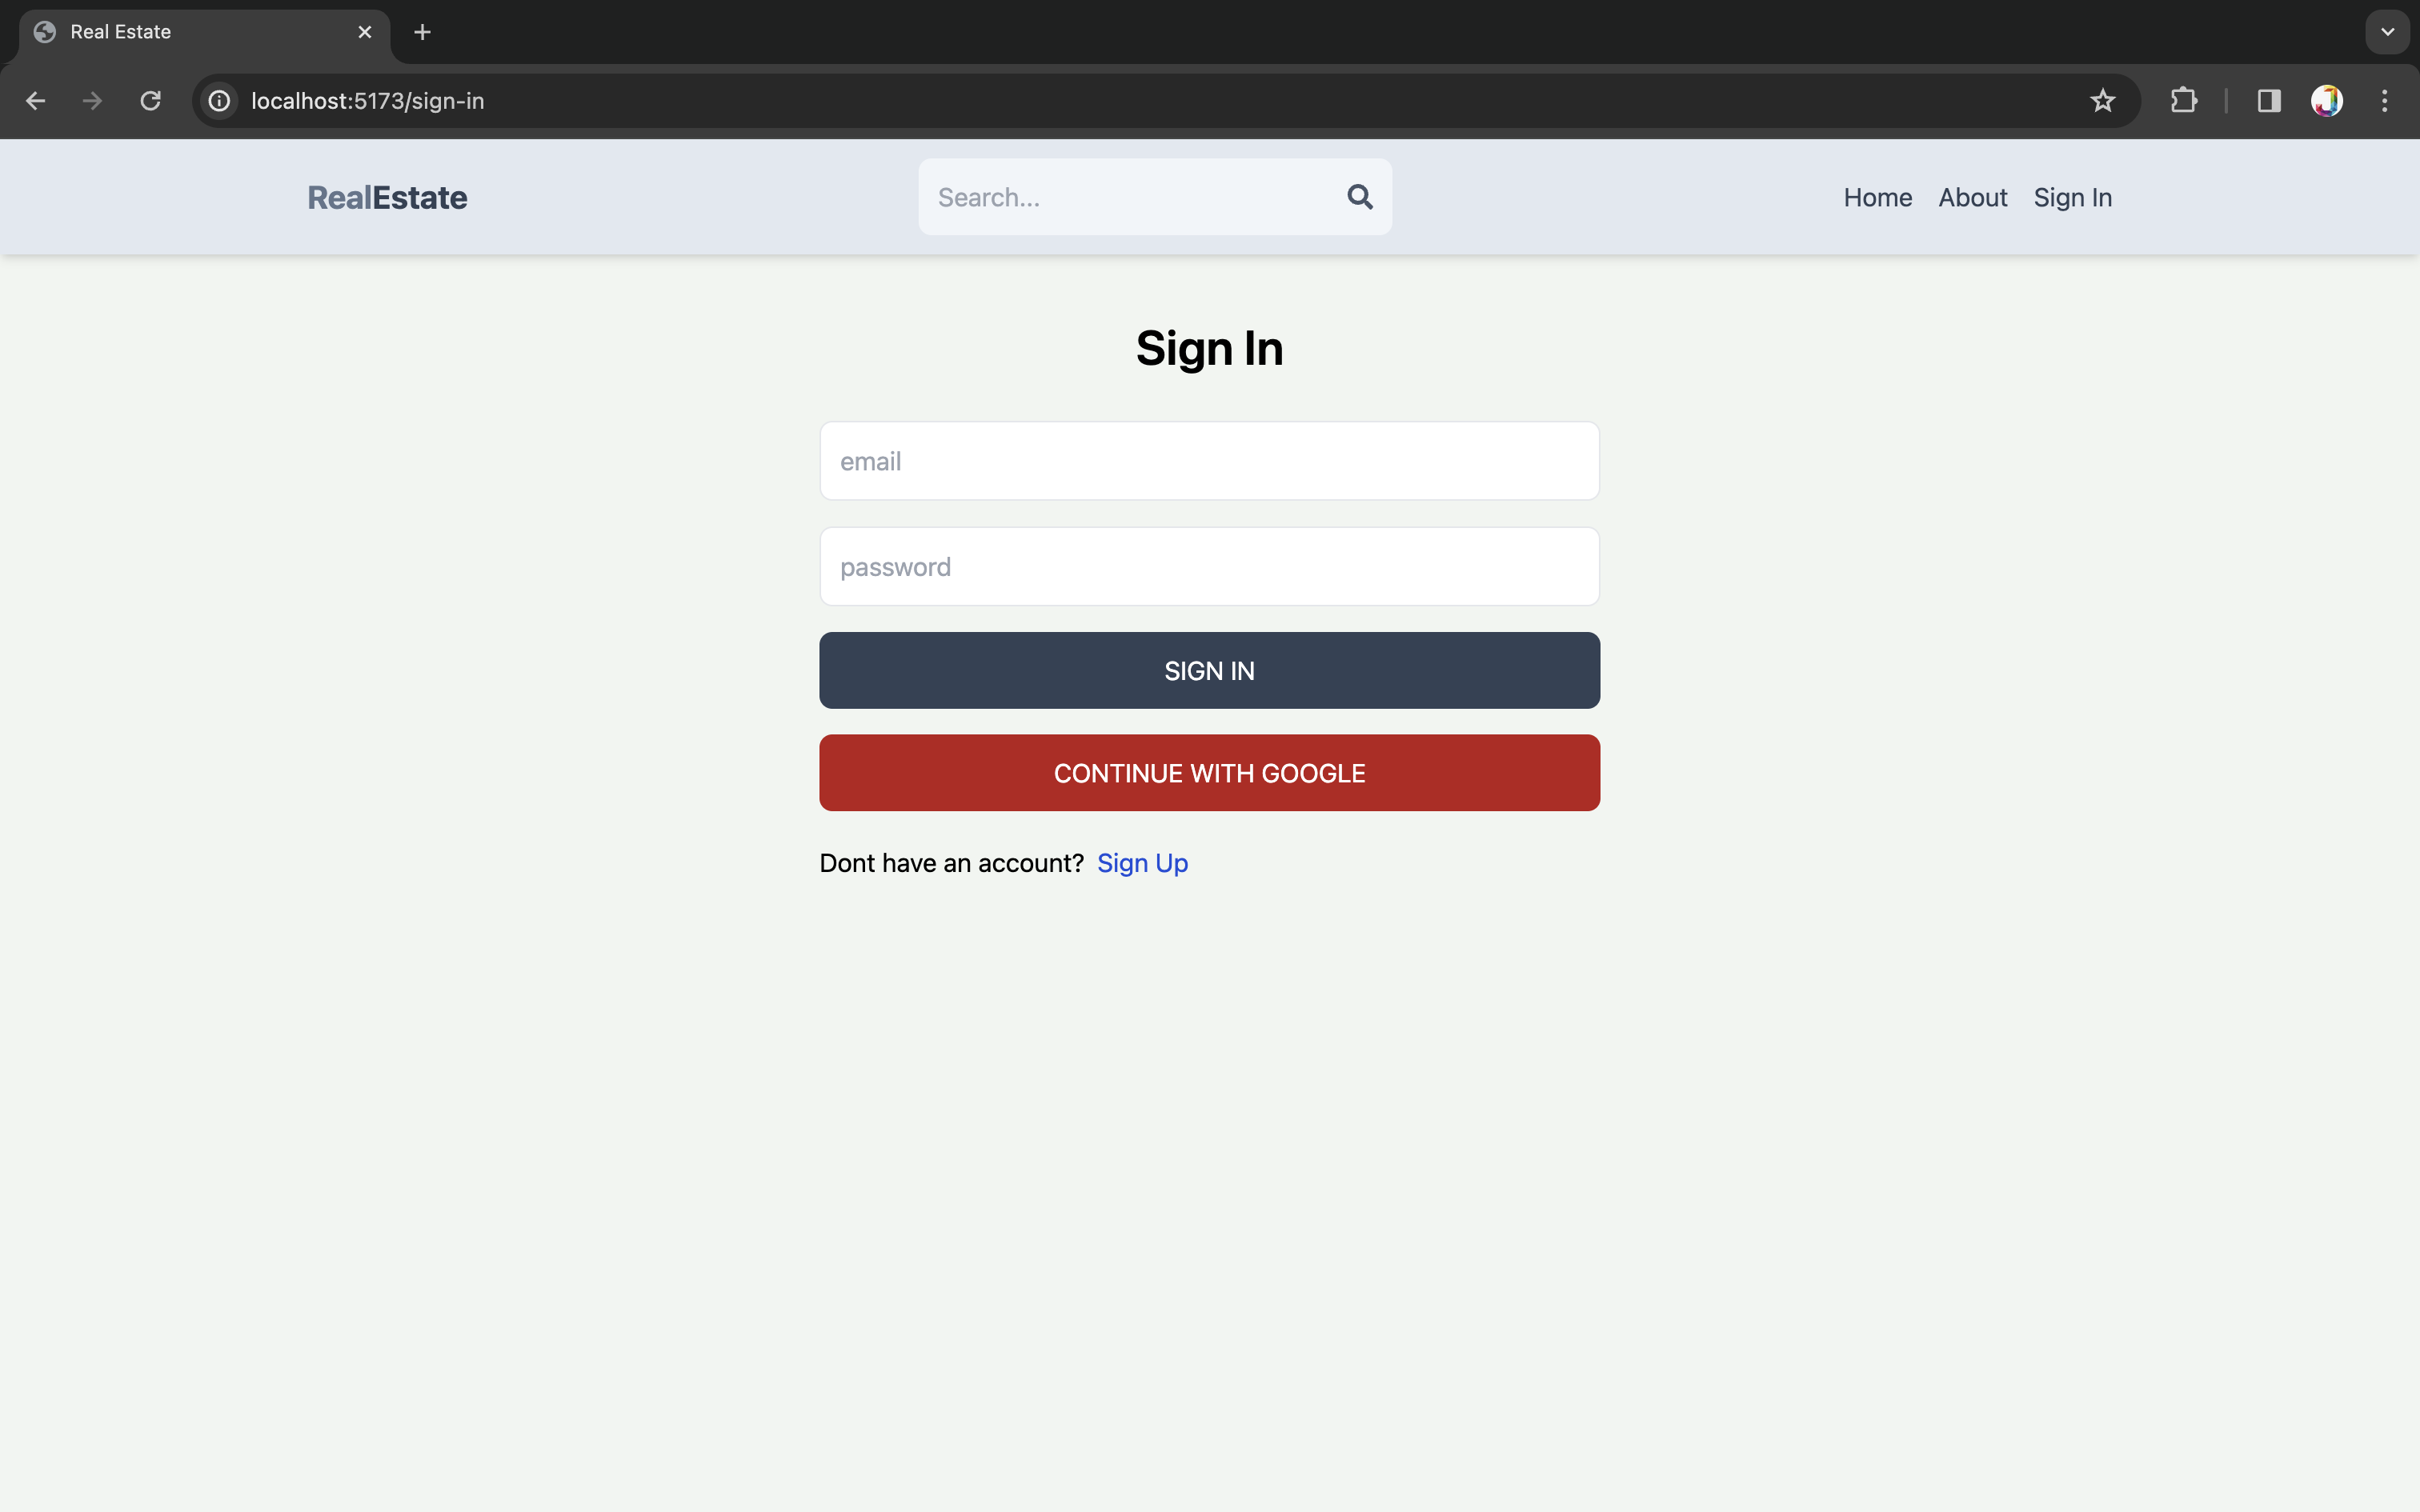 Real Estate
localhost:5173/sign-in
RealEstate
Search...
Home About Sign In
Sign In
email
password
SIGN IN
CONTINUE WITH GOOGLE
Dont have an account? Sign Up